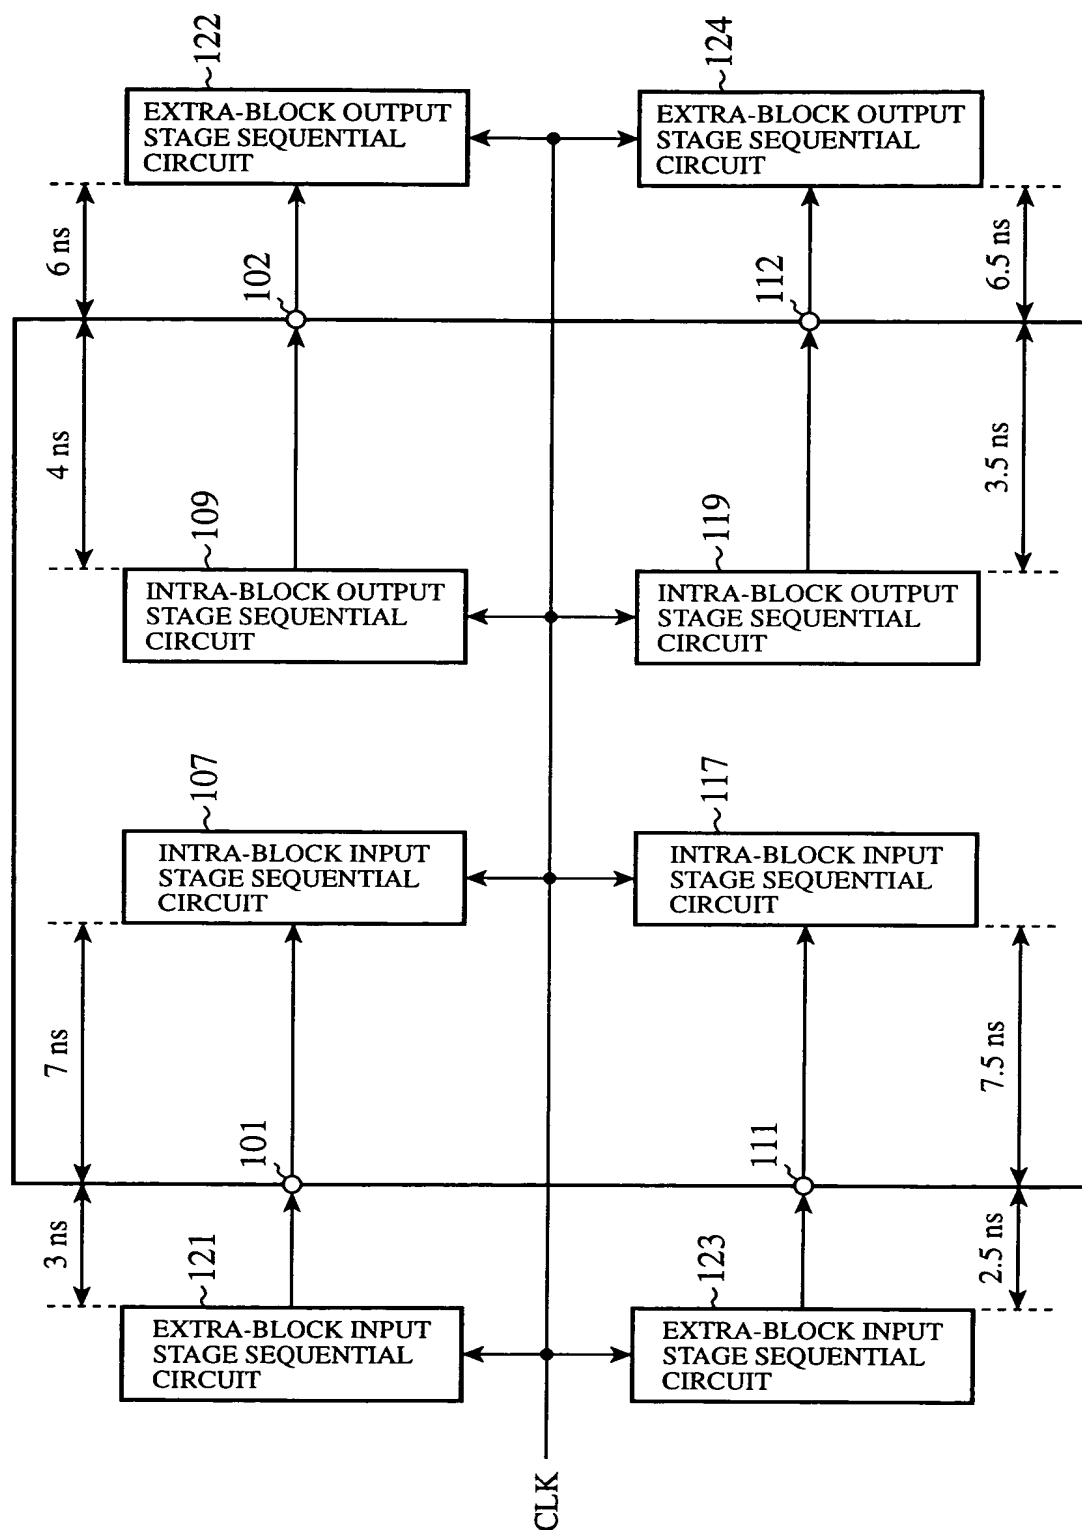 122
EXTRA-BLOCK OUTPUT
STAGE SEQUENTIAL
CIRCUIT
124
EXTRA-BLOCK OUTPUT
STAGE SEQUENTIAL
CIRCUIT
6 ns
102
112
6.5 ns
4 ns
109
INTRA-BLOCK OUTPUT
STAGE SEQUENTIAL
CIRCUIT
119
INTRA-BLOCK OUTPUT
STAGE SEQUENTIAL
CIRCUIT
3.5 ns
107
INTRA-BLOCK INPUT
STAGE SEQUENTIAL
CIRCUIT
117
INTRA-BLOCK INPUT
STAGE SEQUENTIAL
CIRCUIT
7 ns
101
111
7.5 ns
3 ns
121
EXTRA-BLOCK INPUT
STAGE SEQUENTIAL
CIRCUIT
123
EXTRA-BLOCK INPUT
STAGE SEQUENTIAL
CIRCUIT
2.5 ns
CLK